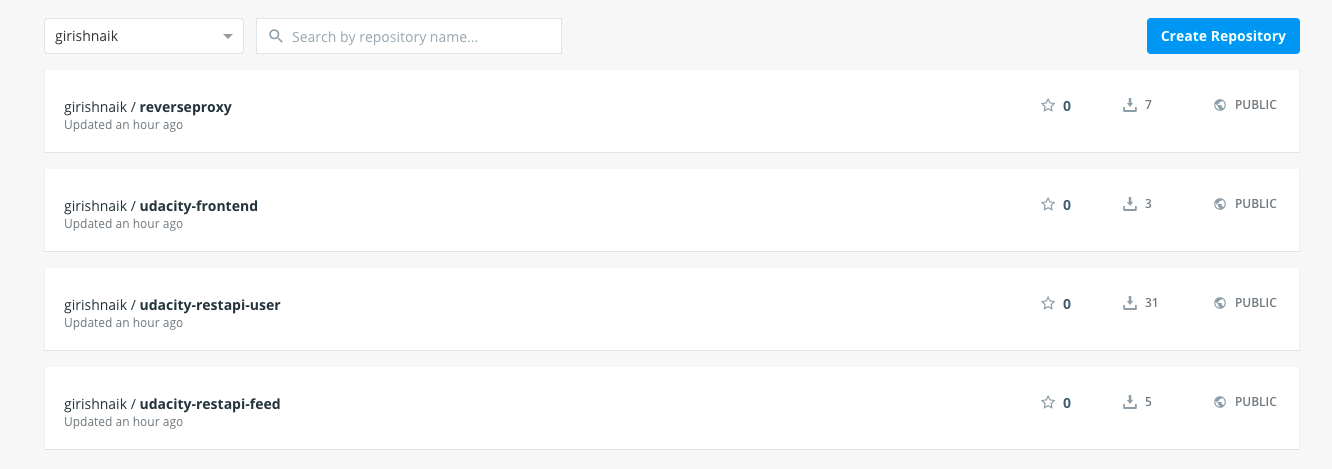 girishnaik
Search by repository name...
Create Repository
girishnaik / reverseproxy
Updated an hour ago
0
7
PUBLIC
girishnaik / udacity-frontend
Updated an hour ago
0
3
PUBLIC
girishnaik / udacity-restapi-user
Updated an hour ago
0
31
PUBLIC
girishnaik / udacity-restapi-feed
Updated an hour ago
0
5
PUBLIC